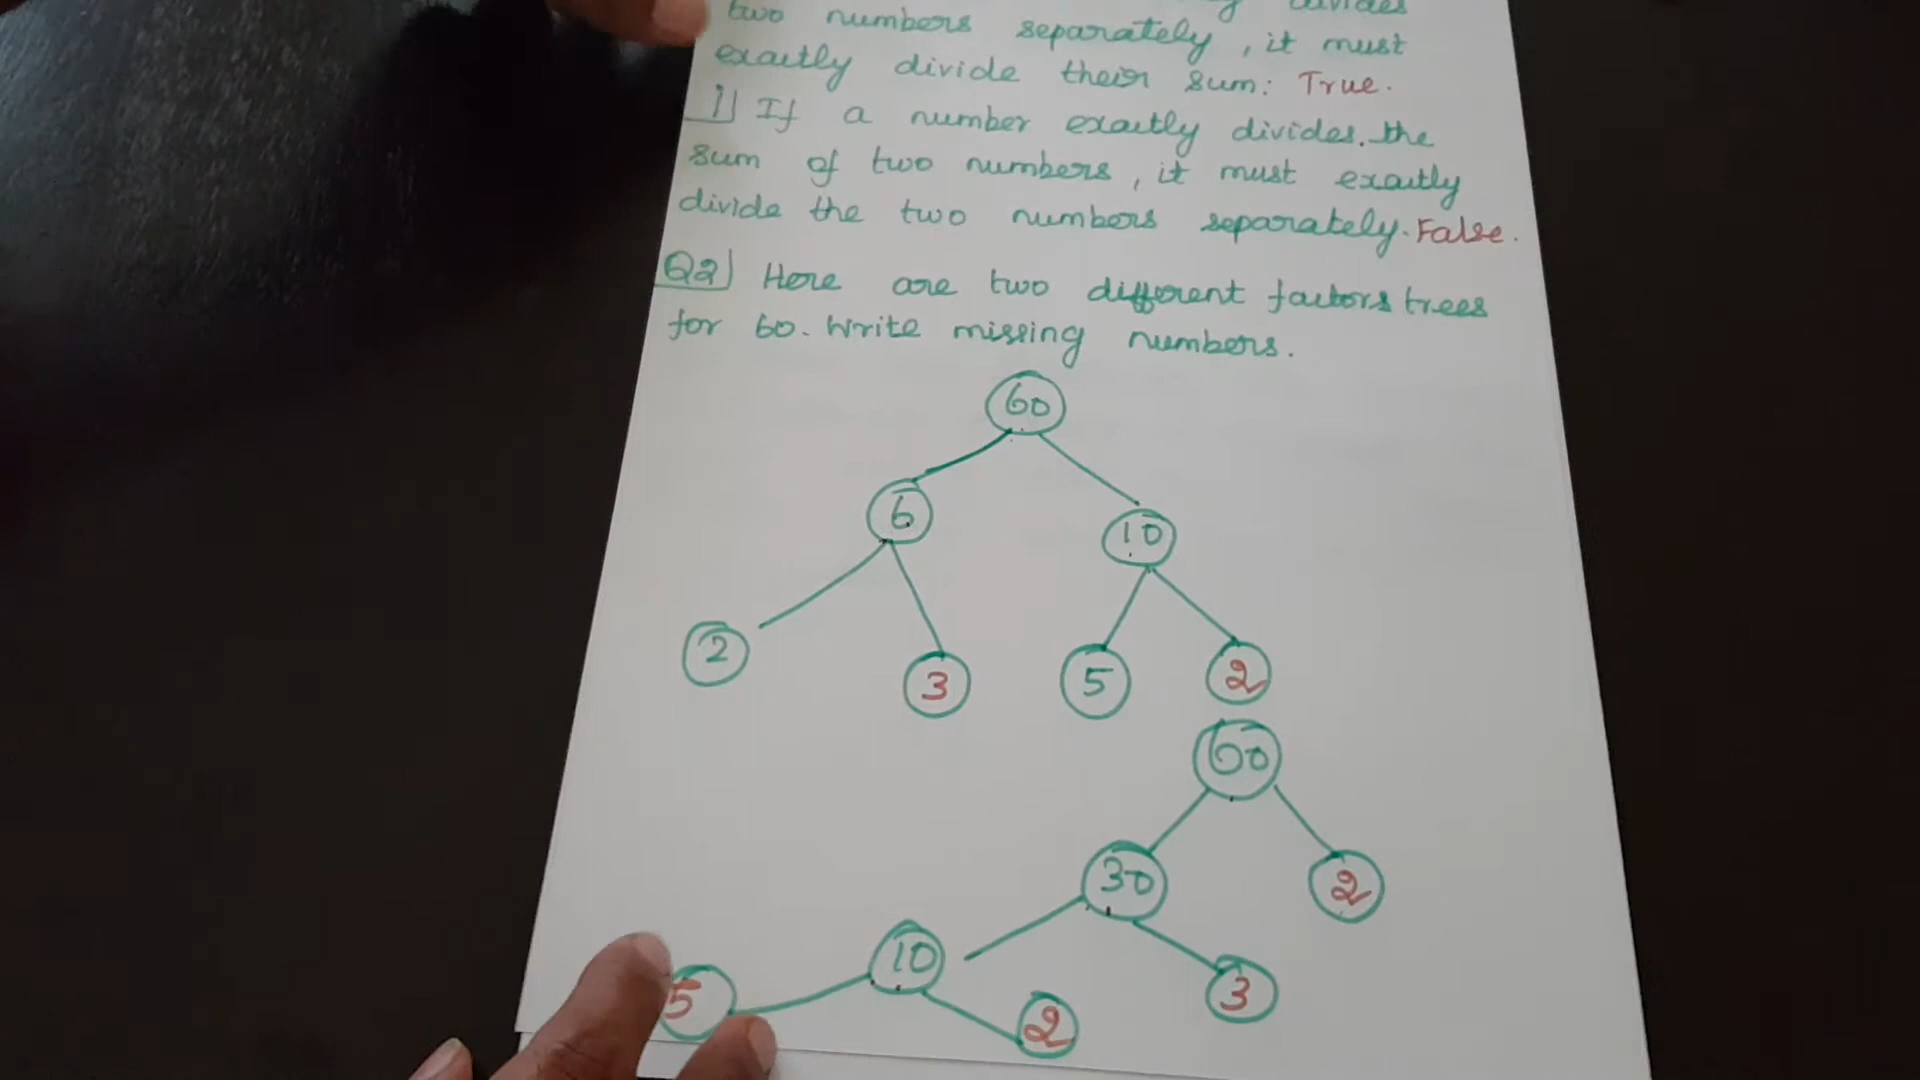 two numbers separately, it must
exactly divide their sum: True.
i] If a number exactly divides.the
sum of two numbers, it must exactly
divide the two numbers separately.False.
Q2] Here are two different factors trees
for 60. Write missing numbers.
60
6 10
2 3 5 2
60
30 2
10 3
5 2